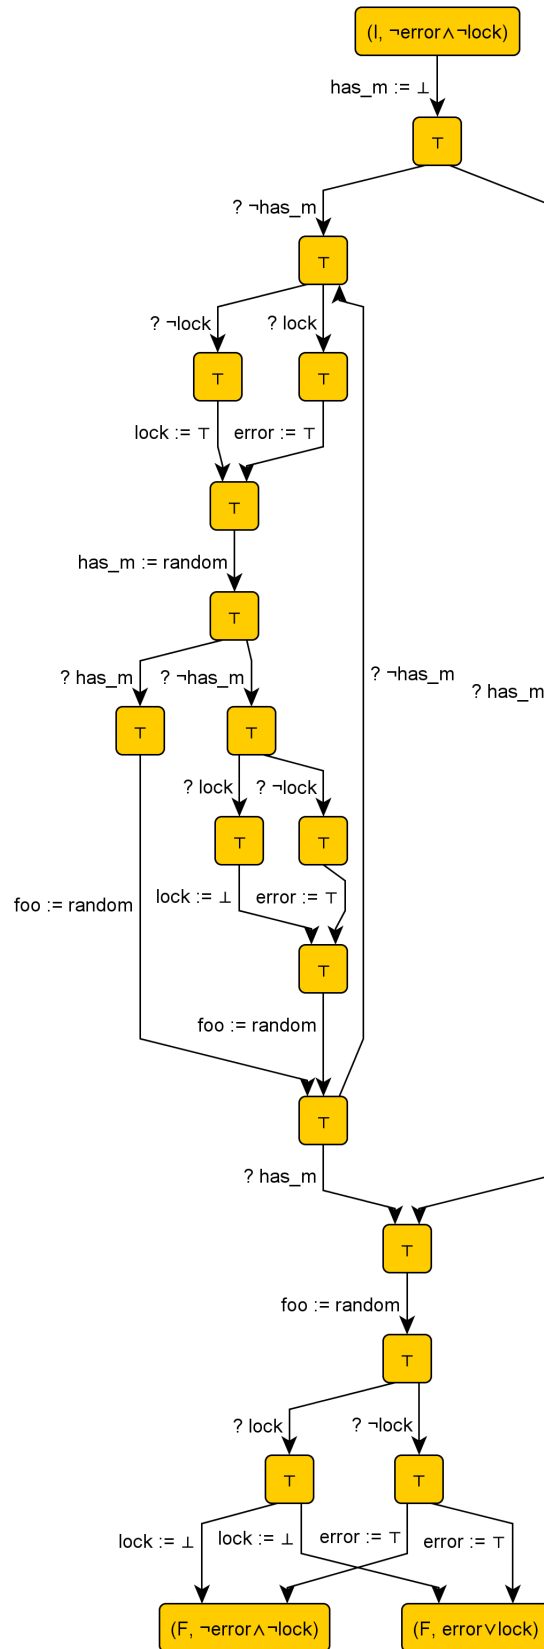 (I, ¬error∧¬lock)
has_m := ⊥
⊤
? ¬has_m
⊤
? ¬lock
? lock
⊤
⊤
lock := ⊤
error := ⊤
⊤
has_m := random
⊤
? has_m
? ¬has_m
? ¬has_m
? has_m
⊤
⊤
? lock
? ¬lock
⊤
⊤
lock := ⊥
error := ⊤
foo := random
⊤
foo := random
⊤
? has_m
⊤
foo := random
⊤
? lock
? ¬lock
⊤
⊤
lock := ⊥
lock := ⊥
error := ⊤
error := ⊤
(F, ¬error∧¬lock)
(F, error∨lock)